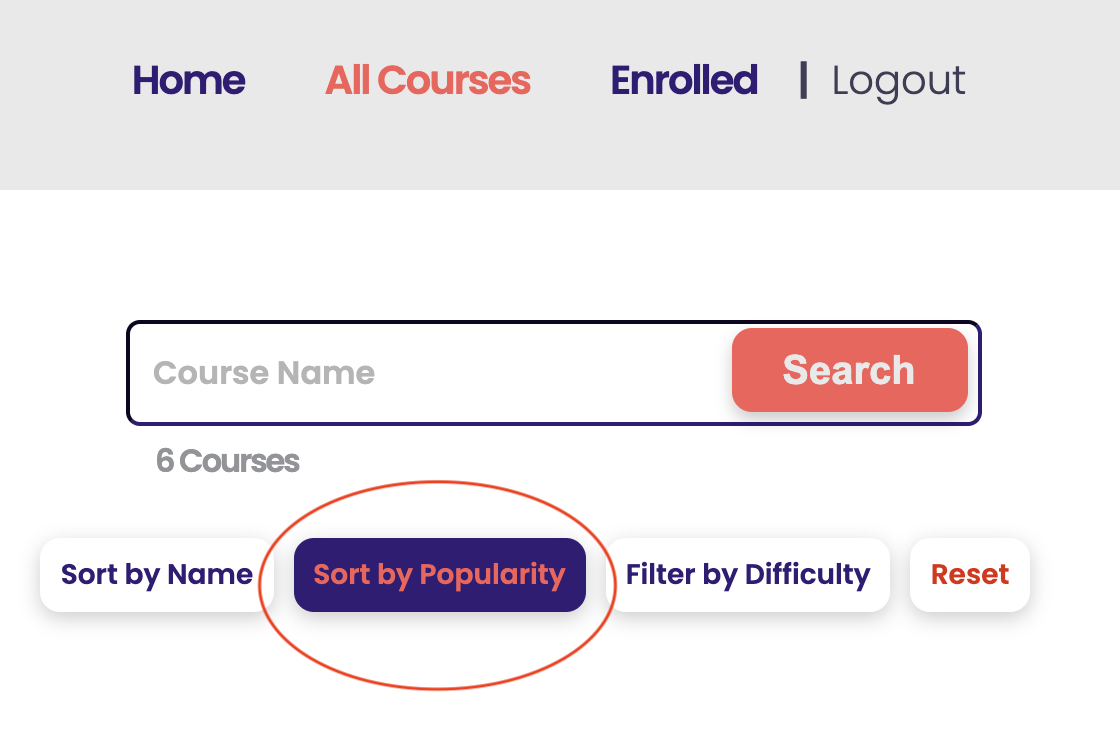 Home All Courses Enrolled | Logout
Course Name Search
6 Courses
Sort by Name Sort by Popularity Filter by Difficulty Reset